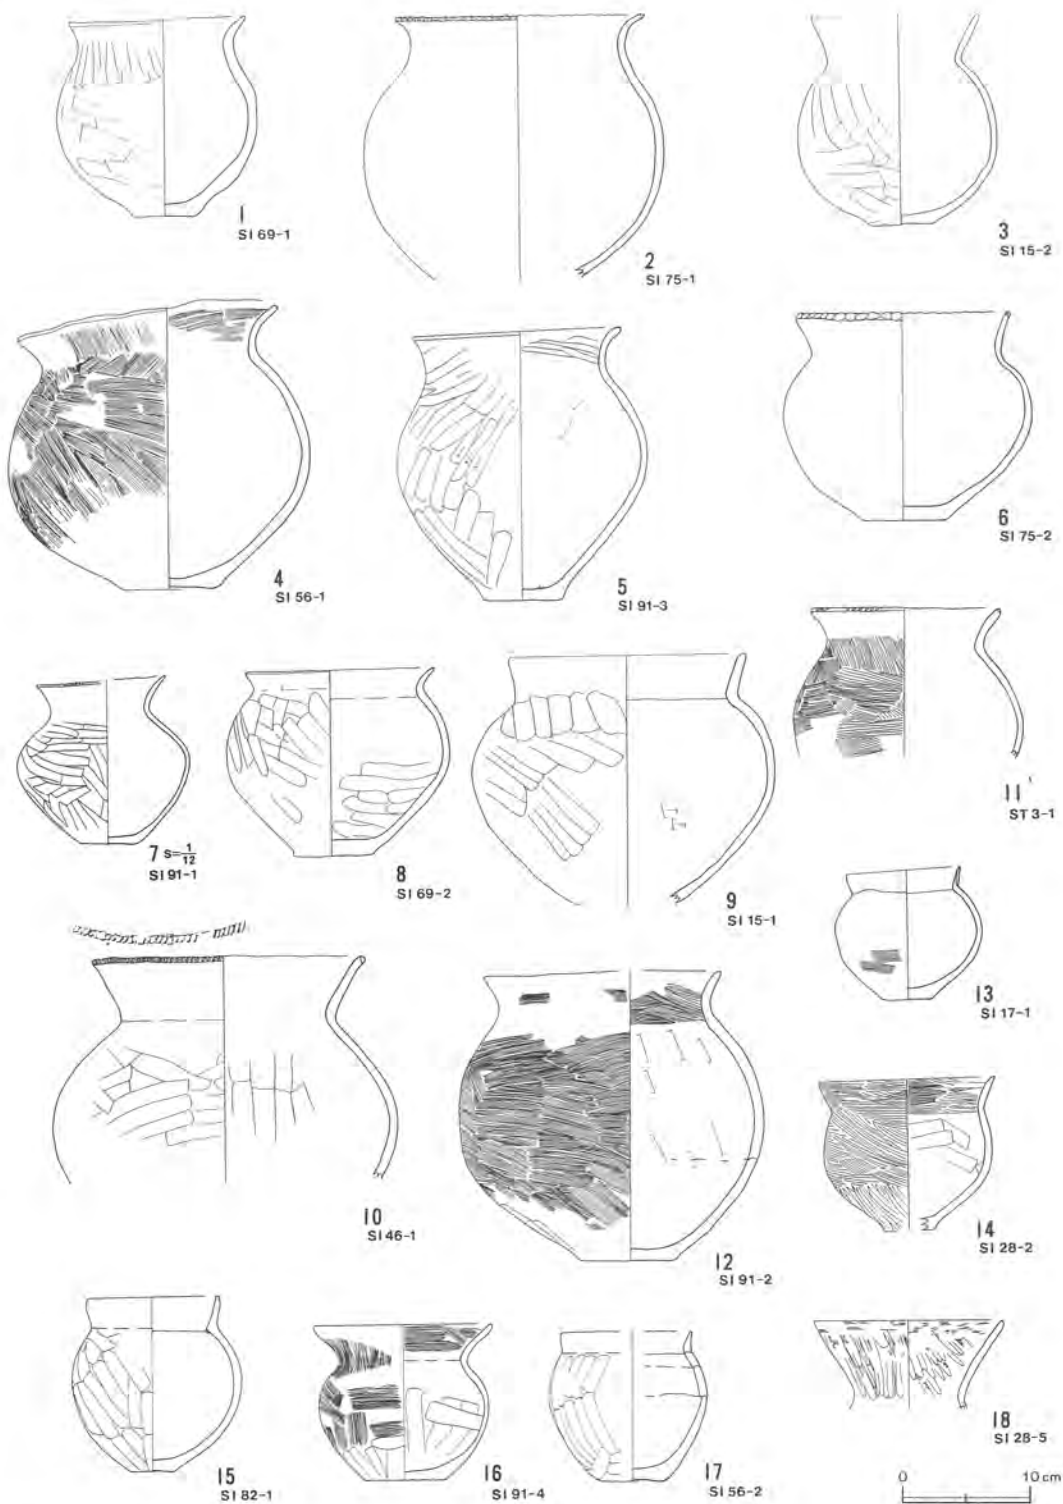 1
SI 69-1
2
SI 75-1
3
SI 15-2
4
SI 56-1
5
SI 91-3
6
SI 75-2
7 S=1/12
SI 91-1
8
SI 69-2
9
SI 15-1
11
ST 3-1
13
SI 17-1
10
SI 46-1
12
SI 91-2
14
SI 28-2
15
SI 82-1
16
SI 91-4
17
SI 56-2
18
SI 28-5
0 10 cm